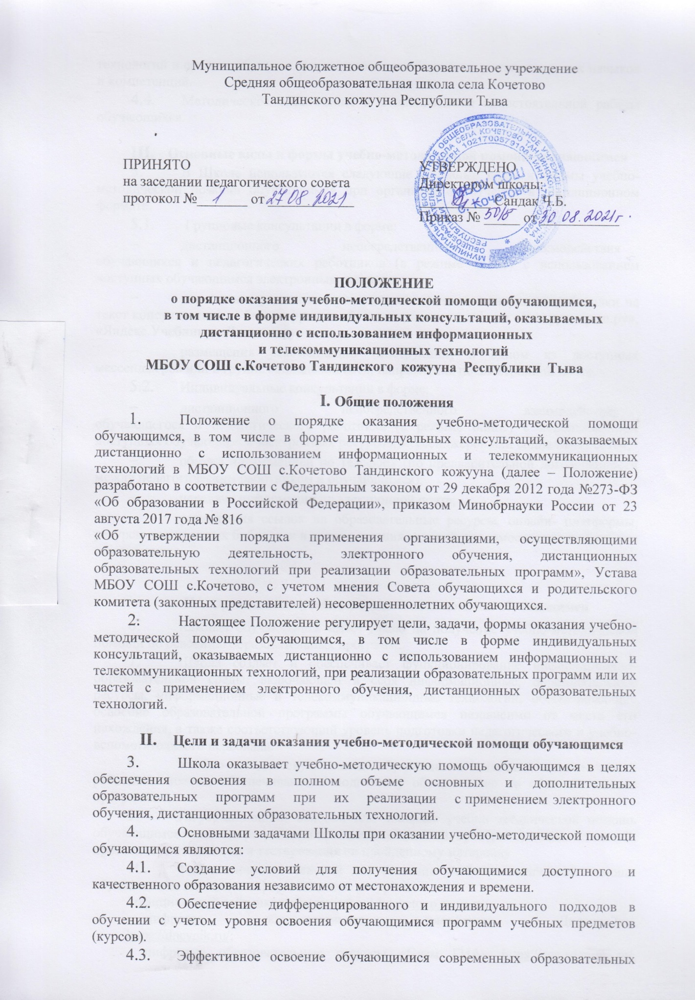 Муниципальное бюджетное общеобразовательное учреждение
Средняя общеобразовательная школа села Кочетово
Тандинского кожууна Республики Тыва
ПРИНЯТО
на заседании педагогического совета
протокол № 1 от 27.08.2021
УТВЕРЖДЕНО
Директором школы:
Сандак Ч.Б.
Приказ № 50/5 от 30.08.2021г.
МБОУ СОШ
с. Кочетово
ПОЛОЖЕНИЕ
о порядке оказания учебно-методической помощи обучающимся,
в том числе в форме индивидуальных консультаций, оказываемых
дистанционно с использованием информационных
и телекоммуникационных технологий
МБОУ СОШ с.Кочетово Тандинского кожууна Республики Тыва
I. Общие положения
1. Положение о порядке оказания учебно-методической помощи
обучающимся, в том числе в форме индивидуальных консультаций, оказываемых
дистанционно с использованием информационных и телекоммуникационных
технологий в МБОУ СОШ с.Кочетово Тандинского кожууна (далее – Положение)
разработано в соответствии с Федеральным законом от 29 декабря 2012 года №273-ФЗ
«Об образовании в Российской Федерации», приказом Минобрнауки России от 23
августа 2017 года № 816
«Об утверждении порядка применения организациями, осуществляющими
образовательную деятельность, электронного обучения, дистанционных
образовательных технологий при реализации образовательных программ», Устава
МБОУ СОШ с.Кочетово, с учетом мнения Совета обучающихся и родительского
комитета (законных представителей) несовершеннолетних обучающихся.
2. Настоящее Положение регулирует цели, задачи, формы оказания учебно-
методической помощи обучающимся, в том числе в форме индивидуальных
консультаций, оказываемых дистанционно с использованием информационных и
телекоммуникационных технологий, при реализации образовательных программ или их
частей с применением электронного обучения, дистанционных образовательных
технологий.
II. Цели и задачи оказания учебно-методической помощи обучающимся
3. Школа оказывает учебно-методическую помощь обучающимся в целях
обеспечения освоения в полном объеме основных и дополнительных
образовательных программ при их реализации с применением электронного
обучения, дистанционных образовательных технологий.
4. Основными задачами Школы при оказании учебно-методической помощи
обучающимся являются:
4.1. Создание условий для получения обучающимися доступного и
качественного образования независимо от местонахождения и времени.
4.2. Обеспечение дифференцированного и индивидуального подходов в
обучении с учетом уровня освоения обучающимися программ учебных предметов
(курсов).
4.3. Эффективное освоение обучающимися современных образовательных